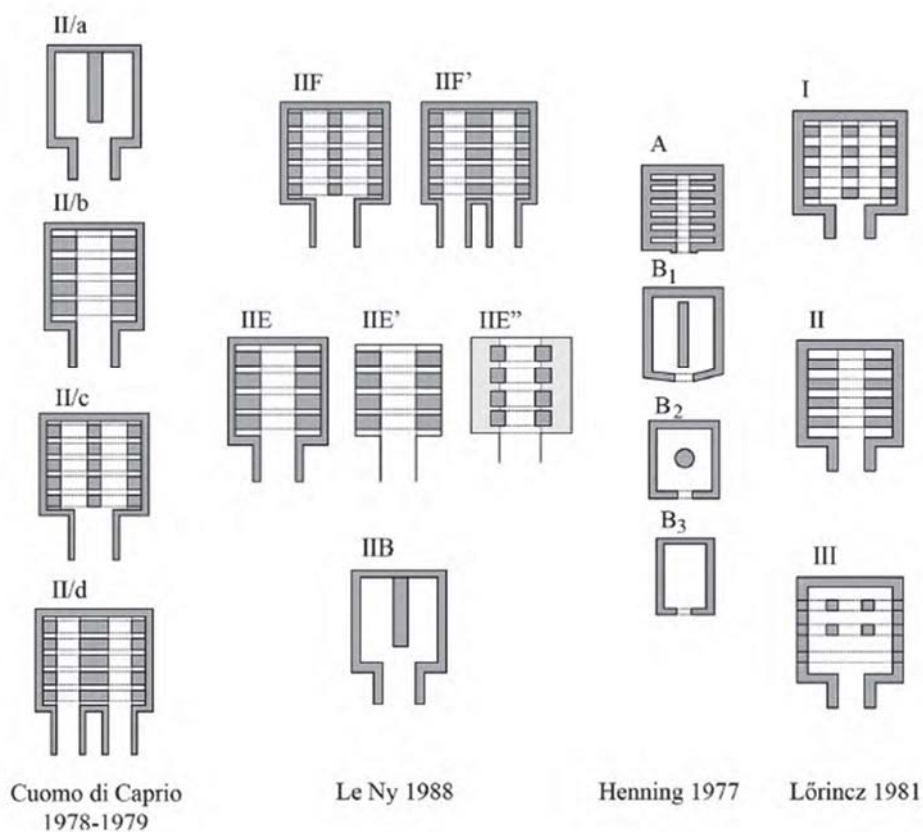 II/a
II/b
II/c
II/d
Cuomo di Caprio
1978-1979
IIF
IIF'
IIE
IIE'
IIE”
IIB
Le Ny 1988
A
B1
B2
B3
Henning 1977
I
II
III
Lőrincz 1981